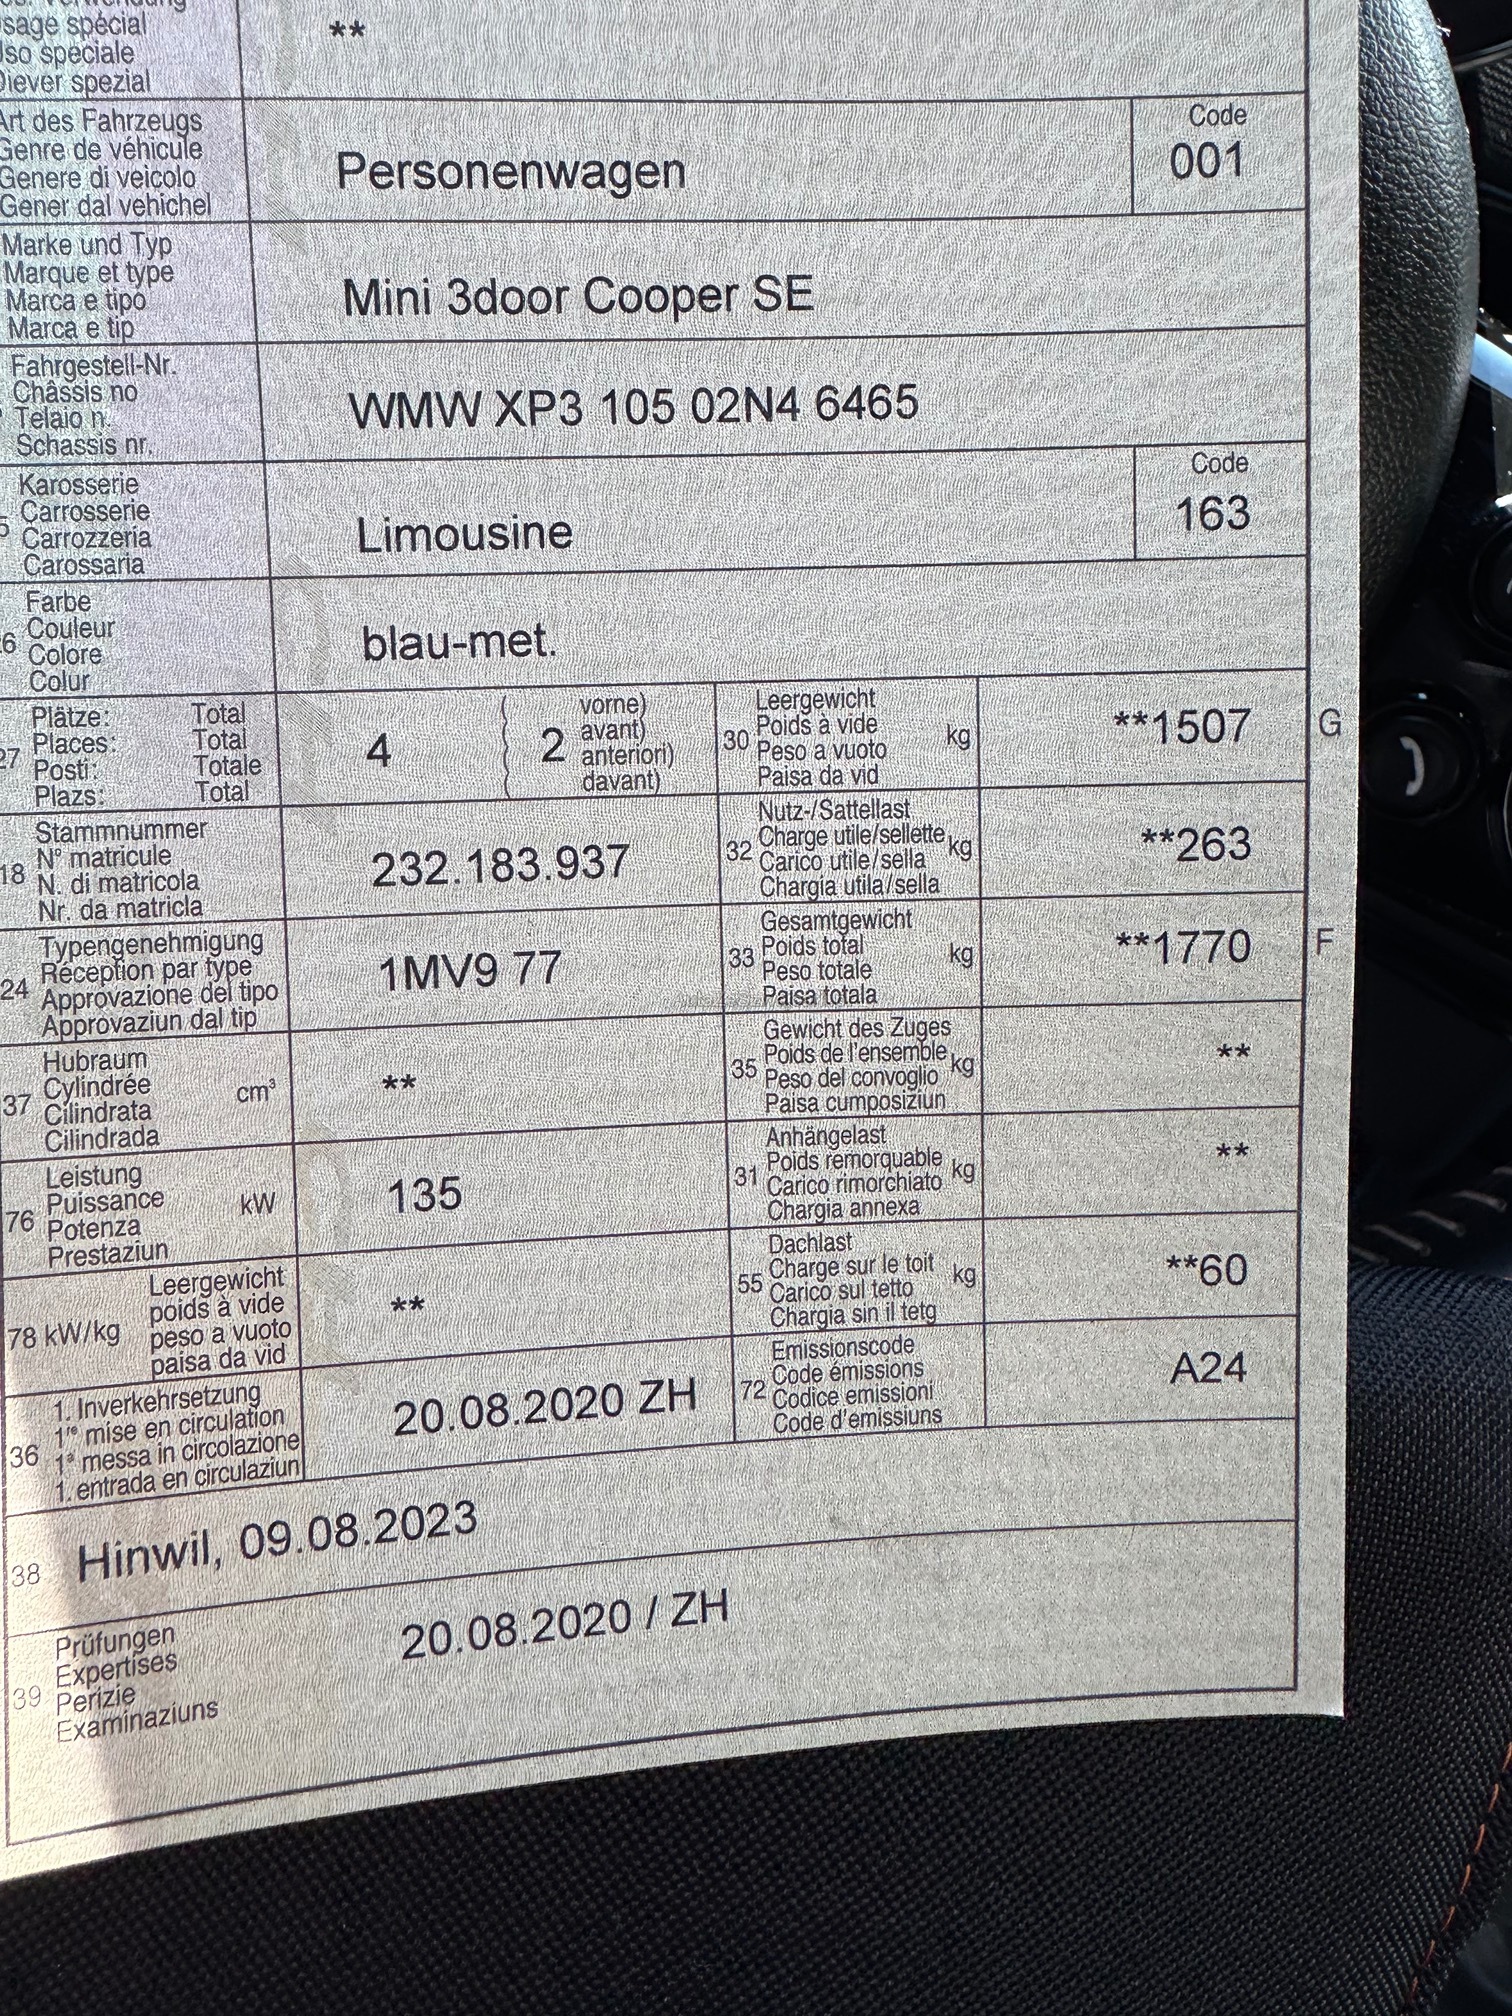 sage spécial
Uso speciale
Diever spezial
**
Art des Fahrzeugs
Genre de véhicule
Genere di veicolo
Gener dal vehichel
Personenwagen
Code
001
Marke und Typ
Marque et type
Marca e tipo
Marca e tip
Mini 3door Cooper SE
Fahrgestell-Nr.
Châssis no
Telaio n.
Schassis nr.
WMW XP3 105 02N4 6465
Karosserie
Carrosserie
Carrozzeria
Carossaria
Limousine
Code
163
Farbe
Couleur
Colore
Colur
blau-met.
27
Plätze: Total
Places: Total
Posti: Totale
Plazs: Total
4
2
vorne)
avant)
anteriori)
davant)
30
Leergewicht
Poids à vide
Peso a vuoto
Paisa da vid
kg
**1507
G
18
Stammnummer
N° matricule
N. di matricola
Nr. da matricla
232.183.937
32
Nutz-/Sattellast
Charge utile/sellette
Carico utile/sella
Chargia utila/sella
kg
**263
24
Typengenehmigung
Réception par type
Approvazione del tipo
Approvaziun dal tip
1MV9 77
33
Gesamtgewicht
Poids total
Peso totale
Paisa totala
kg
**1770
F
37
Hubraum
Cylindrée
Cilindrata
Cilindrada
cm³
**
35
Gewicht des Zuges
Poids de l'ensemble
Peso del convoglio
Paisa cumposiziun
kg
**
76
Leistung
Puissance
Potenza
Prestaziun
kW
135
31
Anhängelast
Poids remorquable
Carico rimorchiato
Chargia annexa
kg
**
78 kW/kg
Leergewicht
poids à vide
peso a vuoto
paisa da vid
**
55
Dachlast
Charge sur le toit
Carico sul tetto
Chargia sin il tetg
kg
**60
36
1. Inverkehrsetzung
1re mise en circulation
1a messa in circolazione
1. entrada en circulaziun
20.08.2020 ZH
72
Emissionscode
Code émissions
Codice emissioni
Code d'emissiuns
A24
38
Hinwil, 09.08.2023
39
Prüfungen
Expertises
Perizie
Examinaziuns
20.08.2020 / ZH